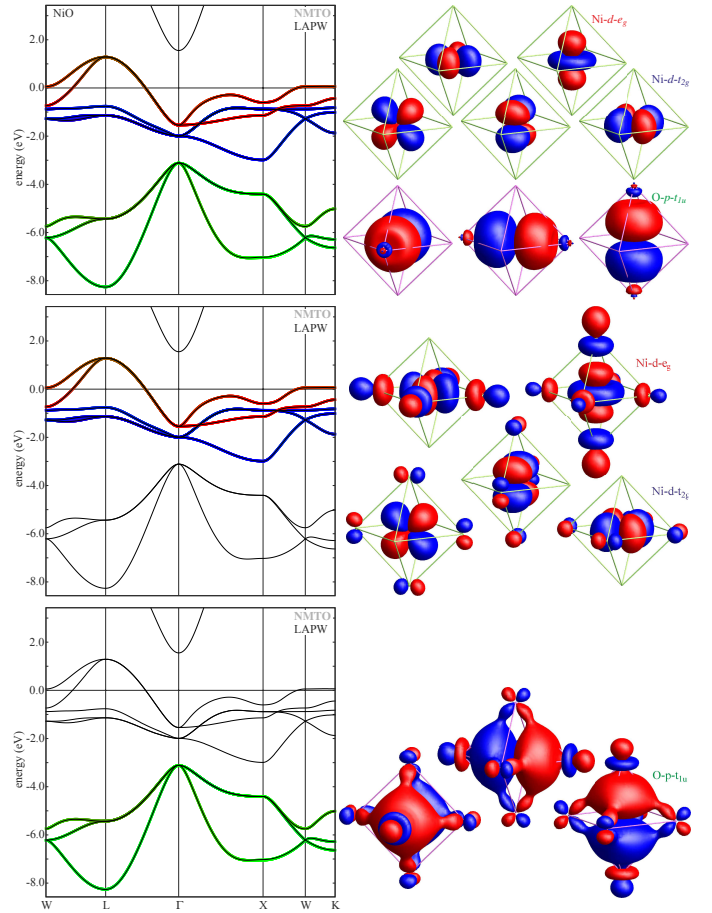 NiO
NMTO
LAPW
2.0
0.0
-2.0
-4.0
-6.0
-8.0
energy (eV)
Ni-d-eg
Ni-d-t2g
O-p-t1u
NMTO
LAPW
2.0
0.0
-2.0
-4.0
-6.0
-8.0
energy (eV)
Ni-d-eg
Ni-d-t2g
NMTO
LAPW
2.0
0.0
-2.0
-4.0
-6.0
-8.0
energy (eV)
O-p-t1u
W L Γ X W K